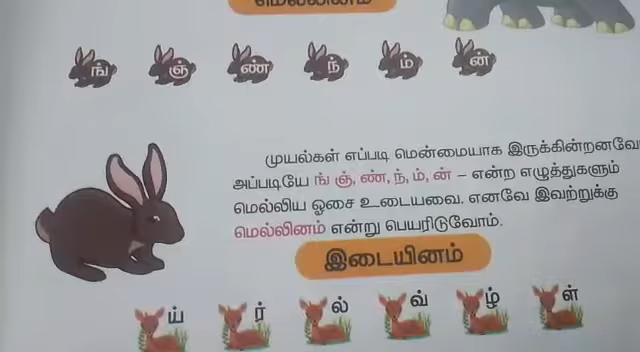 மெல்லினம்
ங் ஞ் ண் ந் ம் ன்
முயல்கள் எப்படி மென்மையாக இருக்கின்றனவோ
அப்படியே ங் ஞ், ண், ந், ம், ன் – என்ற எழுத்துகளும்
மெல்லிய ஓசை உடையவை. எனவே இவற்றுக்கு
மெல்லினம் என்று பெயரிடுவோம்.
இடையினம்
ய் ர் ல் வ் ழ் ள்